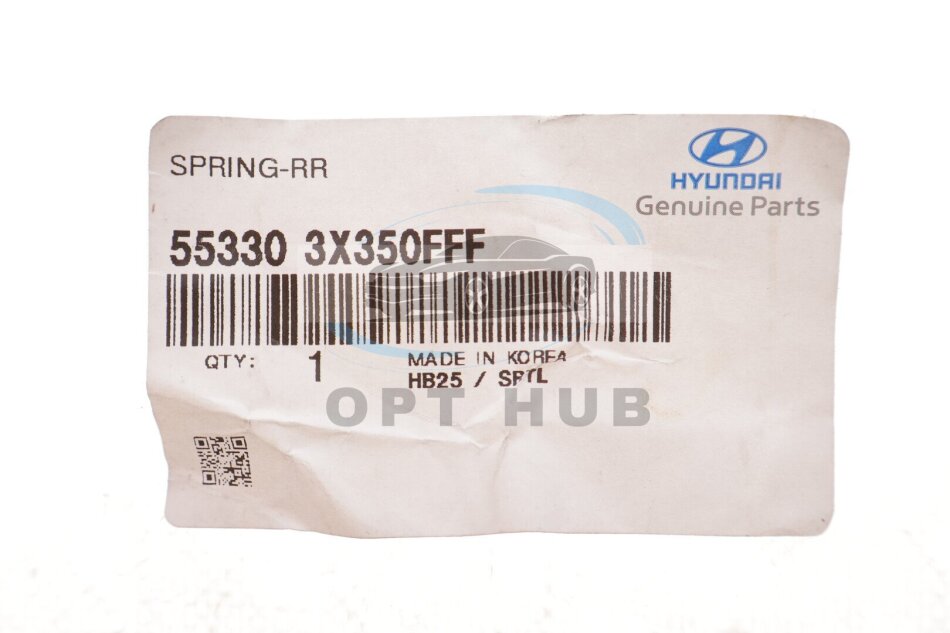 SPRING-RR
HYUNDAI
Genuine Parts
55330 3X350FFF
QTY: 1
MADE IN KOREA
HB25 / SPTL
OPT HUB